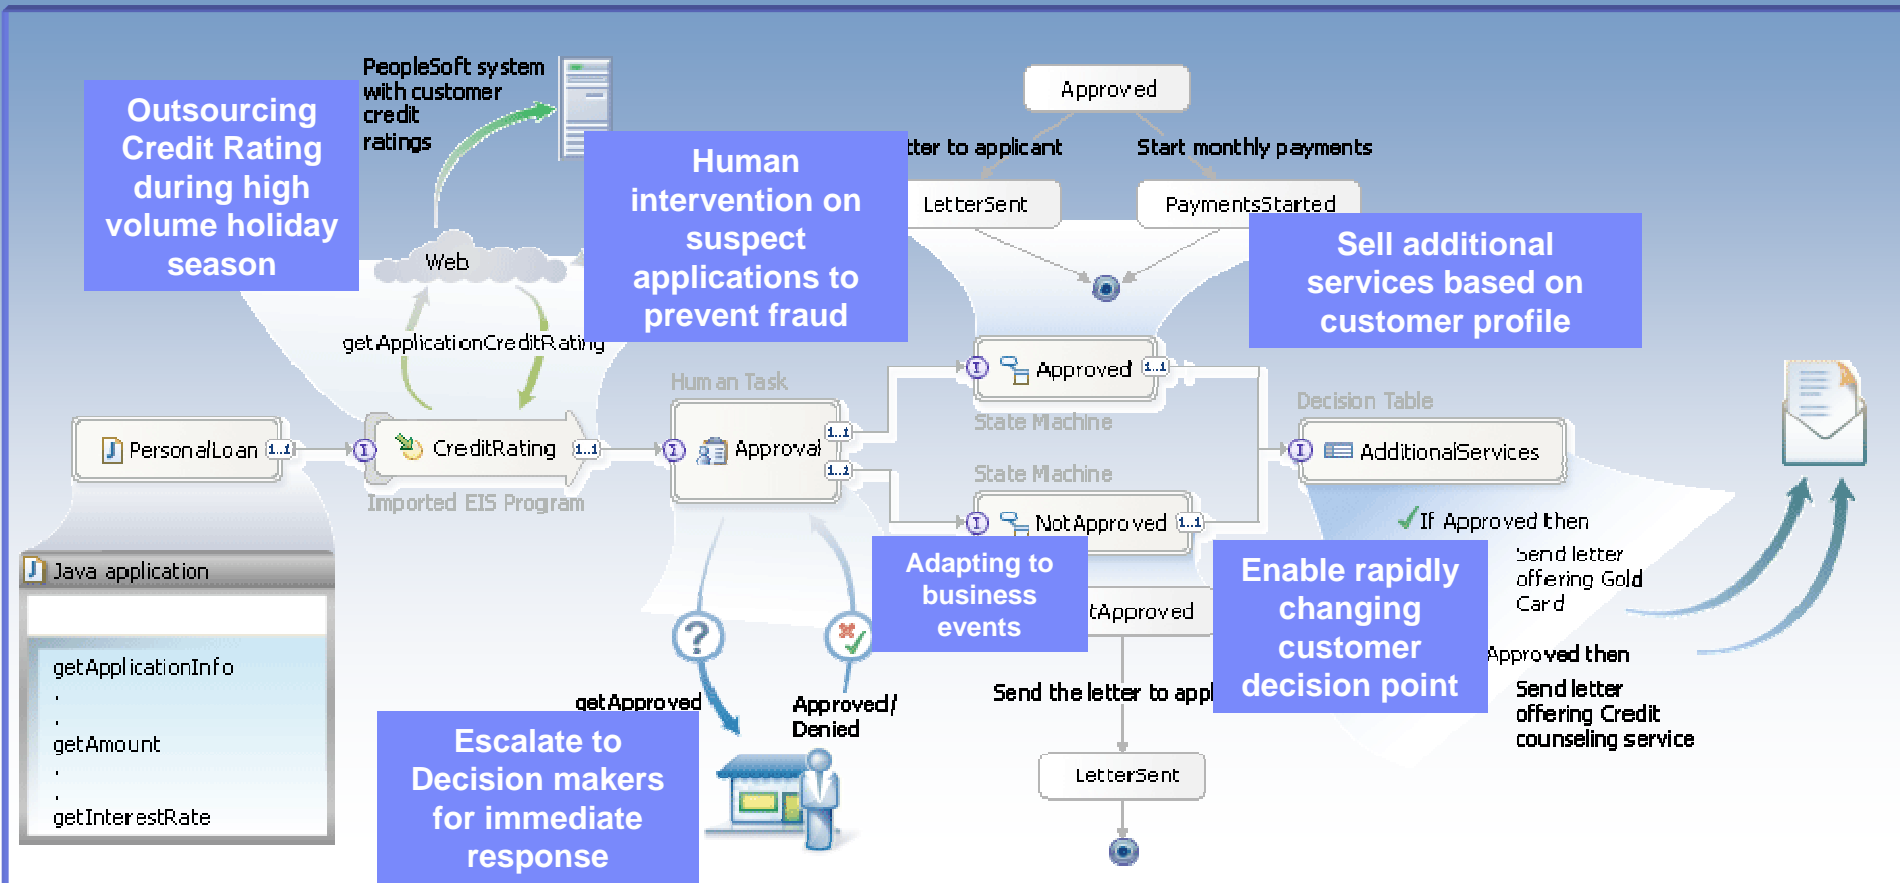 PeopleSoft system
with customer
credit
ratings
Outsourcing
Credit Rating
during high
volume holiday
season
Human
intervention on
suspect
applications to
prevent fraud
Approved
to applicant
Start monthly payments
LetterSent
PaymentsStarted
Sell additional
services based on
customer profile
Web
getApplicationCreditRating
Human Task
Approved 1..1
State Machine
Decision Table
PersonalLoan 1..1
CreditRating 1..1
Imported EIS Program
Approval
1..1
1..1
AdditionalServices
State Machine
NotApproved 1..1
If Approved then
Send letter
offering Gold
Card
Approved then
Send letter
offering Credit
counseling service
Java application
getApplicationInfo
.
.
getAmount
.
.
getInterestRate
Adapting to
business
events
Enable rapidly
changing
customer
decision point
?
getApproved
Approved/
Denied
Escalate to
Decision makers
for immediate
response
Send the letter to
LetterSent